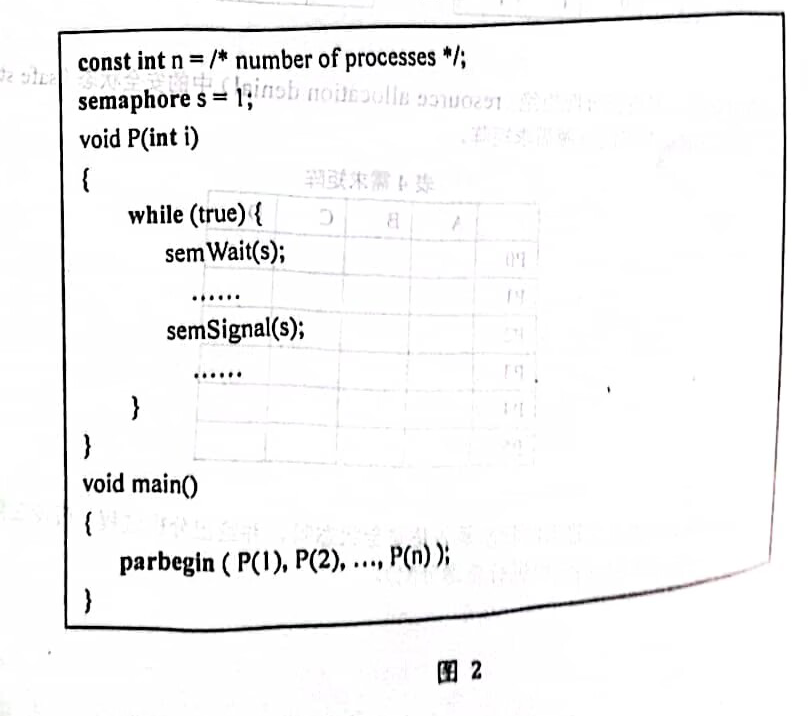 const int n = /* number of processes */;
semaphore s = 1;
void P(int i)
{
while (true) {
semWait(s);
......
semSignal(s);
......
}
}
void main()
{
parbegin ( P(1), P(2), ..., P(n) );
}
图 2